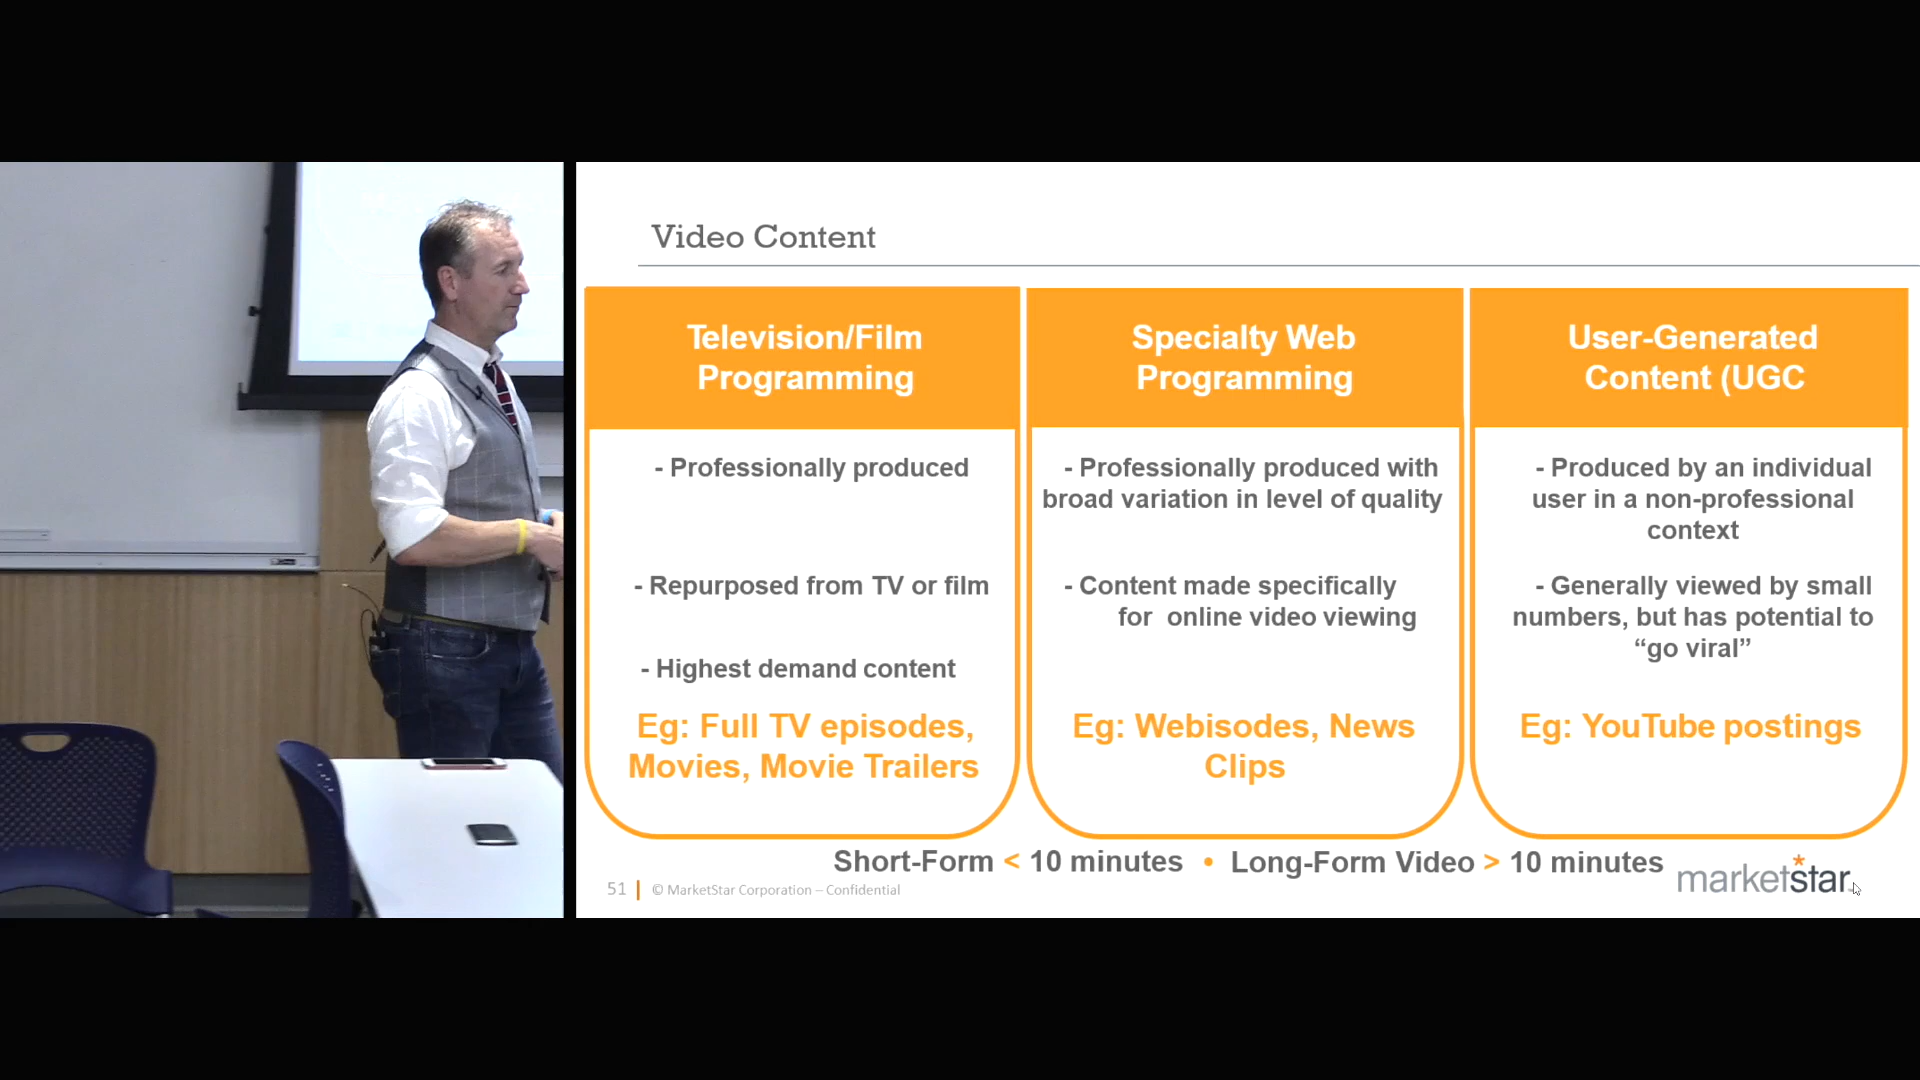 Video Content
Television/Film
Programming
- Professionally produced
- Repurposed from TV or film
- Highest demand content
Eg: Full TV episodes,
Movies, Movie Trailers
Specialty Web
Programming
- Professionally produced with
broad variation in level of quality
- Content made specifically
for online video viewing
Eg: Webisodes, News
Clips
User-Generated
Content (UGC
- Produced by an individual
user in a non-professional
context
- Generally viewed by small
numbers, but has potential to
“go viral”
Eg: YouTube postings
Short-Form < 10 minutes • Long-Form Video > 10 minutes
51 | © MarketStar Corporation – Confidential
marketstar